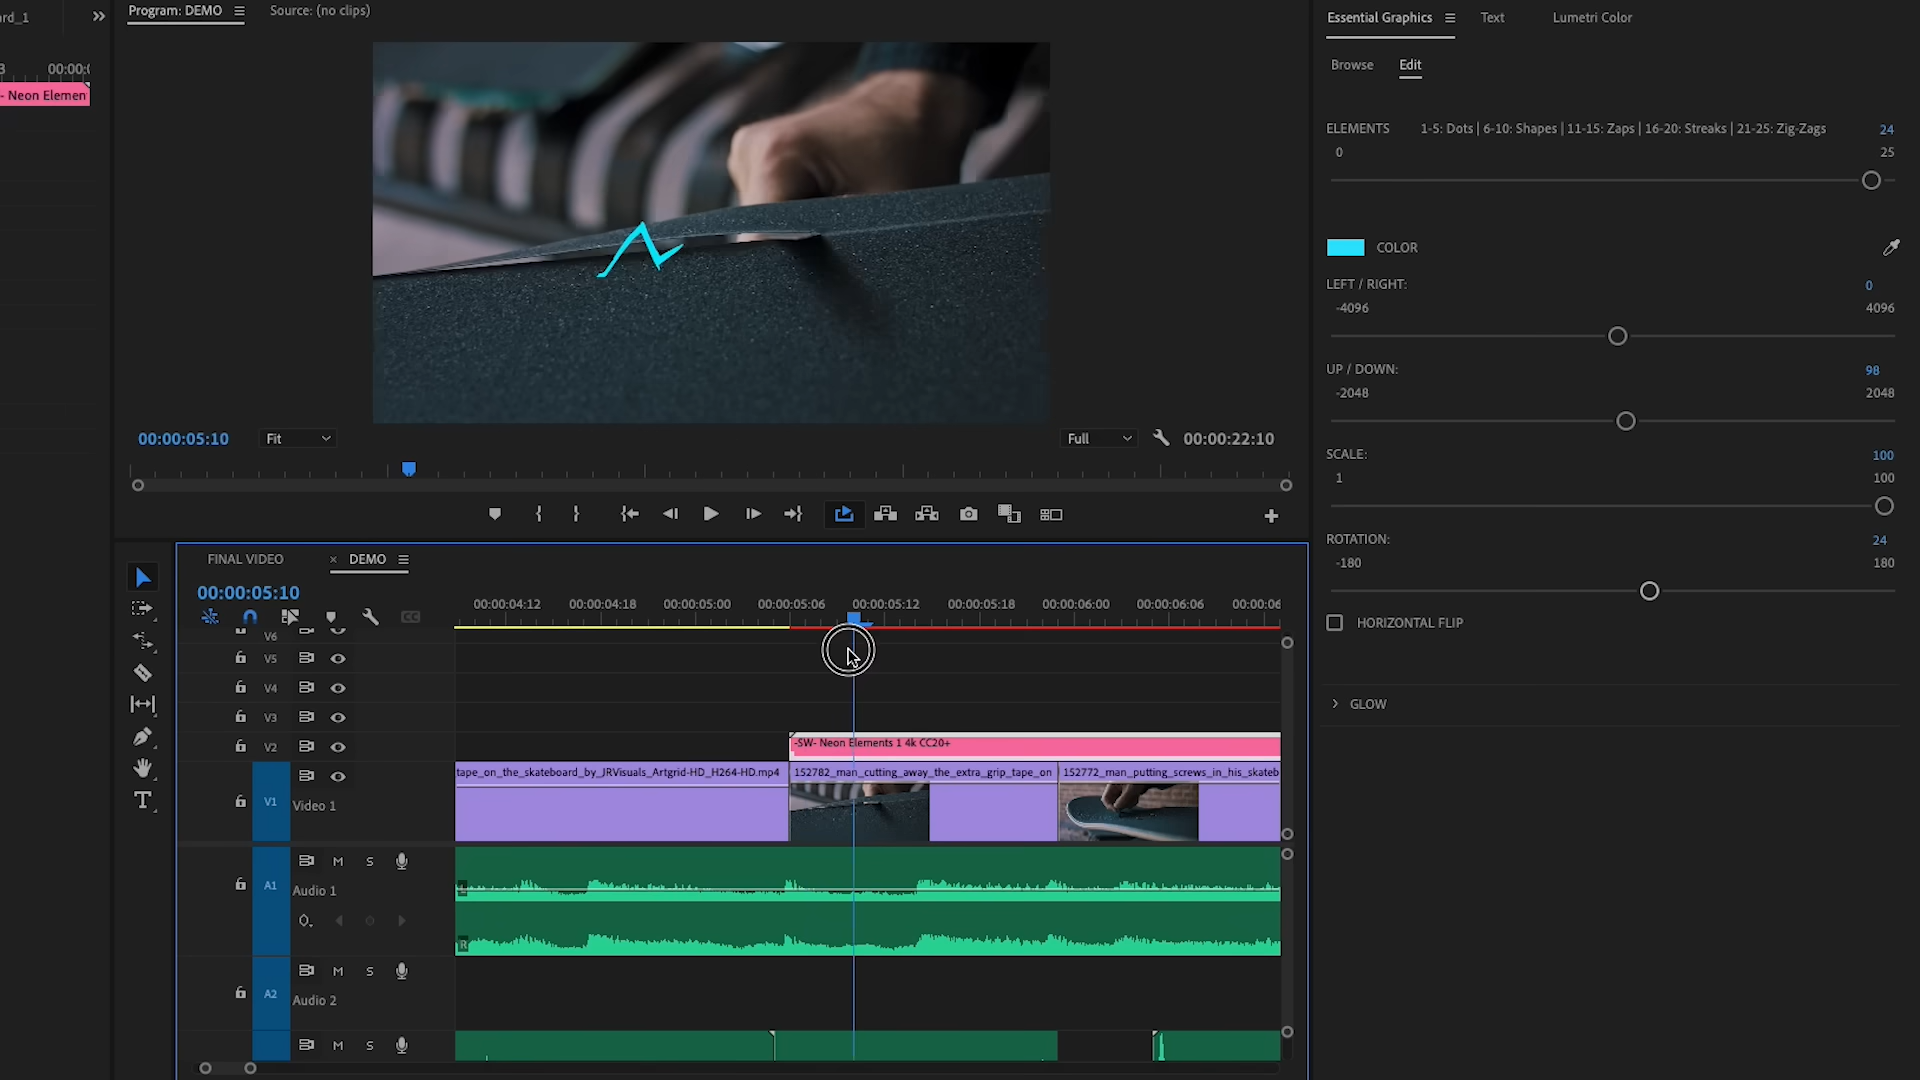 ard_1
Program: DEMO
Source: (no clips)
Essential Graphics
Text
Lumetri Color
Browse
Edit
3
00:00:(
- Neon Elemen
ELEMENTS
1-5: Dots | 6-10: Shapes | 11-15: Zaps | 16-20: Streaks | 21-25: Zig-Zags
24
0
25
COLOR
LEFT / RIGHT:
0
-4096
4096
UP / DOWN:
98
-2048
2048
SCALE:
100
1
100
ROTATION:
24
-180
180
HORIZONTAL FLIP
GLOW
00:00:05:10
Fit
Full
00:00:22:10
FINAL VIDEO
× DEMO
00:00:05:10
CC
00:00:04:12
00:00:04:18
00:00:05:00
00:00:05:06
00:00:05:12
00:00:05:18
00:00:06:00
00:00:06:06
00:00:06
V6
V5
V4
V3
V2
-SW- Neon Elements 1 4k CC20+
tape_on_the_skateboard_by_JRVisuals_Artgrid-HD_H264-HD.mp4
152782_man_cutting_away_the_extra_grip_tape_on
152772_man_putting_screws_in_his_skateb
V1
Video 1
M
S
A1
Audio 1
L
R
M
S
A2
Audio 2
M
S